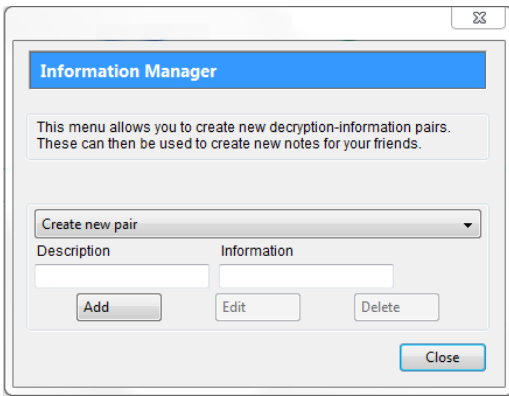 Information Manager
This menu allows you to create new decryption-information pairs.
These can then be used to create new notes for your friends.
Create new pair
Description Information
Add Edit Delete
Close